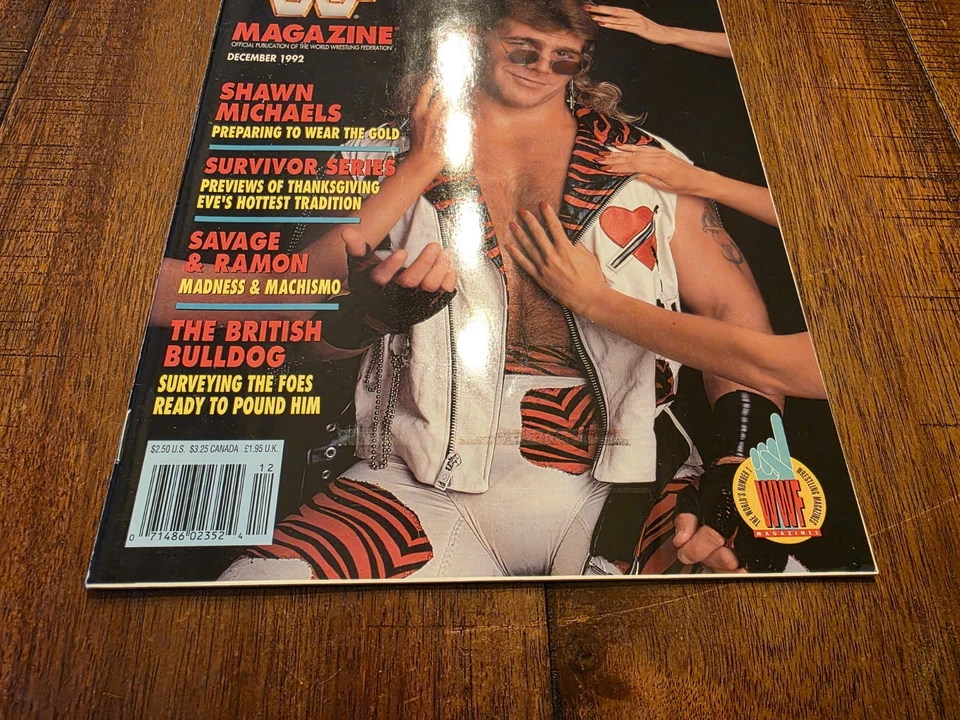 MAGAZINE
OFFICIAL PUBLICATION OF THE WORLD WRESTLING FEDERATION
DECEMBER 1992
SHAWN
MICHAELS
PREPARING TO WEAR THE GOLD
SURVIVOR SERIES
PREVIEWS OF THANKSGIVING
EVE'S HOTTEST TRADITION
SAVAGE
& RAMON
MADNESS & MACHISMO
THE BRITISH
BULLDOG
SURVEYING THE FOES
READY TO POUND HIM
$2.50 U.S. $3.25 CANADA £1.95 U.K.
12
0 71486 02352 4
THE WORLD'S NUMBER 1 WRESTLING MAGAZINES
WWF
MAGAZINES